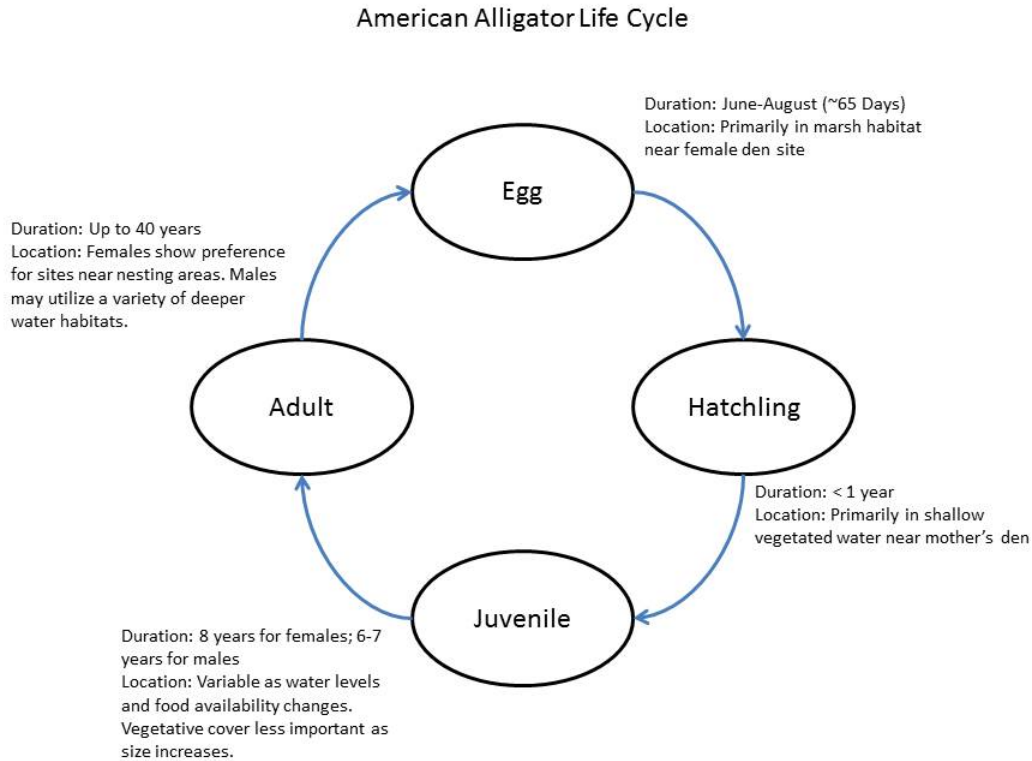 American Alligator Life Cycle
Duration: June-August (~65 Days)
Location: Primarily in marsh habitat
near female den site
Egg
Duration: Up to 40 years
Location: Females show preference
for sites near nesting areas. Males
may utilize a variety of deeper
water habitats.
Adult
Hatchling
Duration: < 1 year
Location: Primarily in shallow
vegetated water near mother's den
Juvenile
Duration: 8 years for females; 6-7
years for males
Location: Variable as water levels
and food availability changes.
Vegetative cover less important as
size increases.